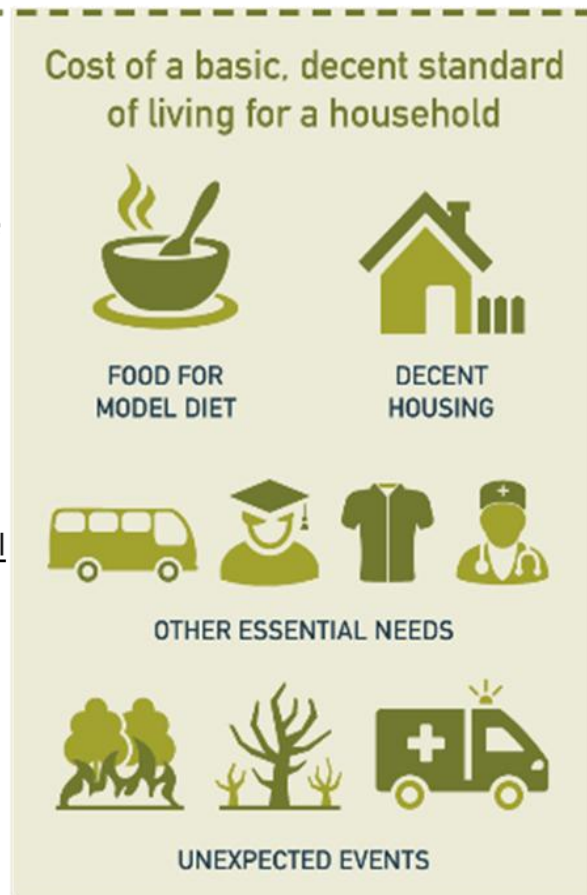 Cost of a basic, decent standard
of living for a household
FOOD FOR
MODEL DIET
DECENT
HOUSING
OTHER ESSENTIAL NEEDS
UNEXPECTED EVENTS